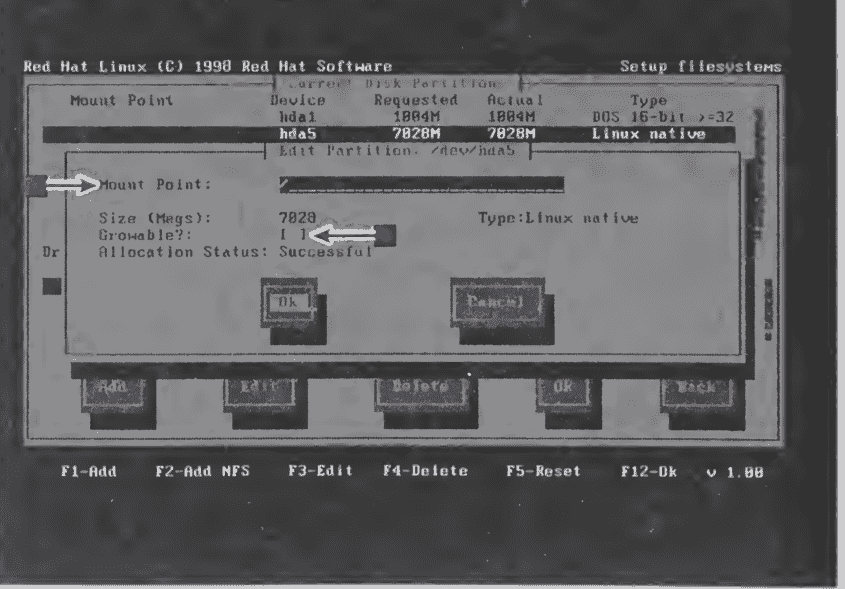 Red Hat Linux (C) 1998 Red Hat Software Setup filesystems
Current Disk Partition
Mount Point Device Requested Actual Type
hda1 1004M 1004M DOS 16-bit >=32
hda5 7028M 7028M Linux native
Edit Partition: /dev/hda5
Mount Point: /
Size (Megs): 7028 Type:Linux native
Growable?: [ ]
Dr
Allocation Status: Successful
Ok Cancel
Add Edit Delete Ok Back
F1-Add F2-Add NFS F3-Edit F4-Delete F5-Reset F12-Ok v 1.00